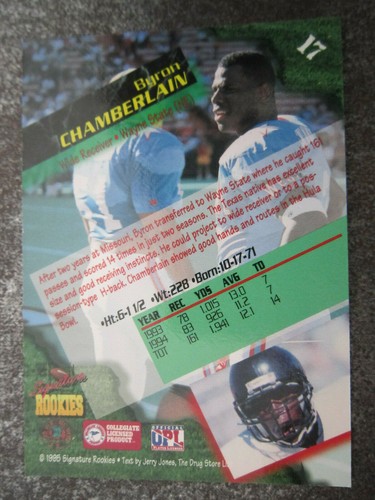 17
Byron
CHAMBERLAIN
Wide Receiver • Wayne State
After two years at Missouri, Byron transferred to Wayne State where he caught 161
passes and scored 14 times in just two seasons. The Texas native has excellent
size and good receiving instincts. He could project to wide receiver or to a pos-
session-type H-back. Chamberlain showed good hands and routes in the Hula
Bowl.
•Ht:6-1 1/2 •Wt:228 •Born:10-17-71
YEAR REC YDS AVG TD
1993 78 1,015 13.0 7
1994 83 926 11.2 7
TOT 161 1,941 12.1 14
Signature
ROOKIES
COLLEGIATE
LICENSED
PRODUCT
OFFICIAL
© 1995 Signature Rookies • Text by Jerry Jones, The Drug Store L